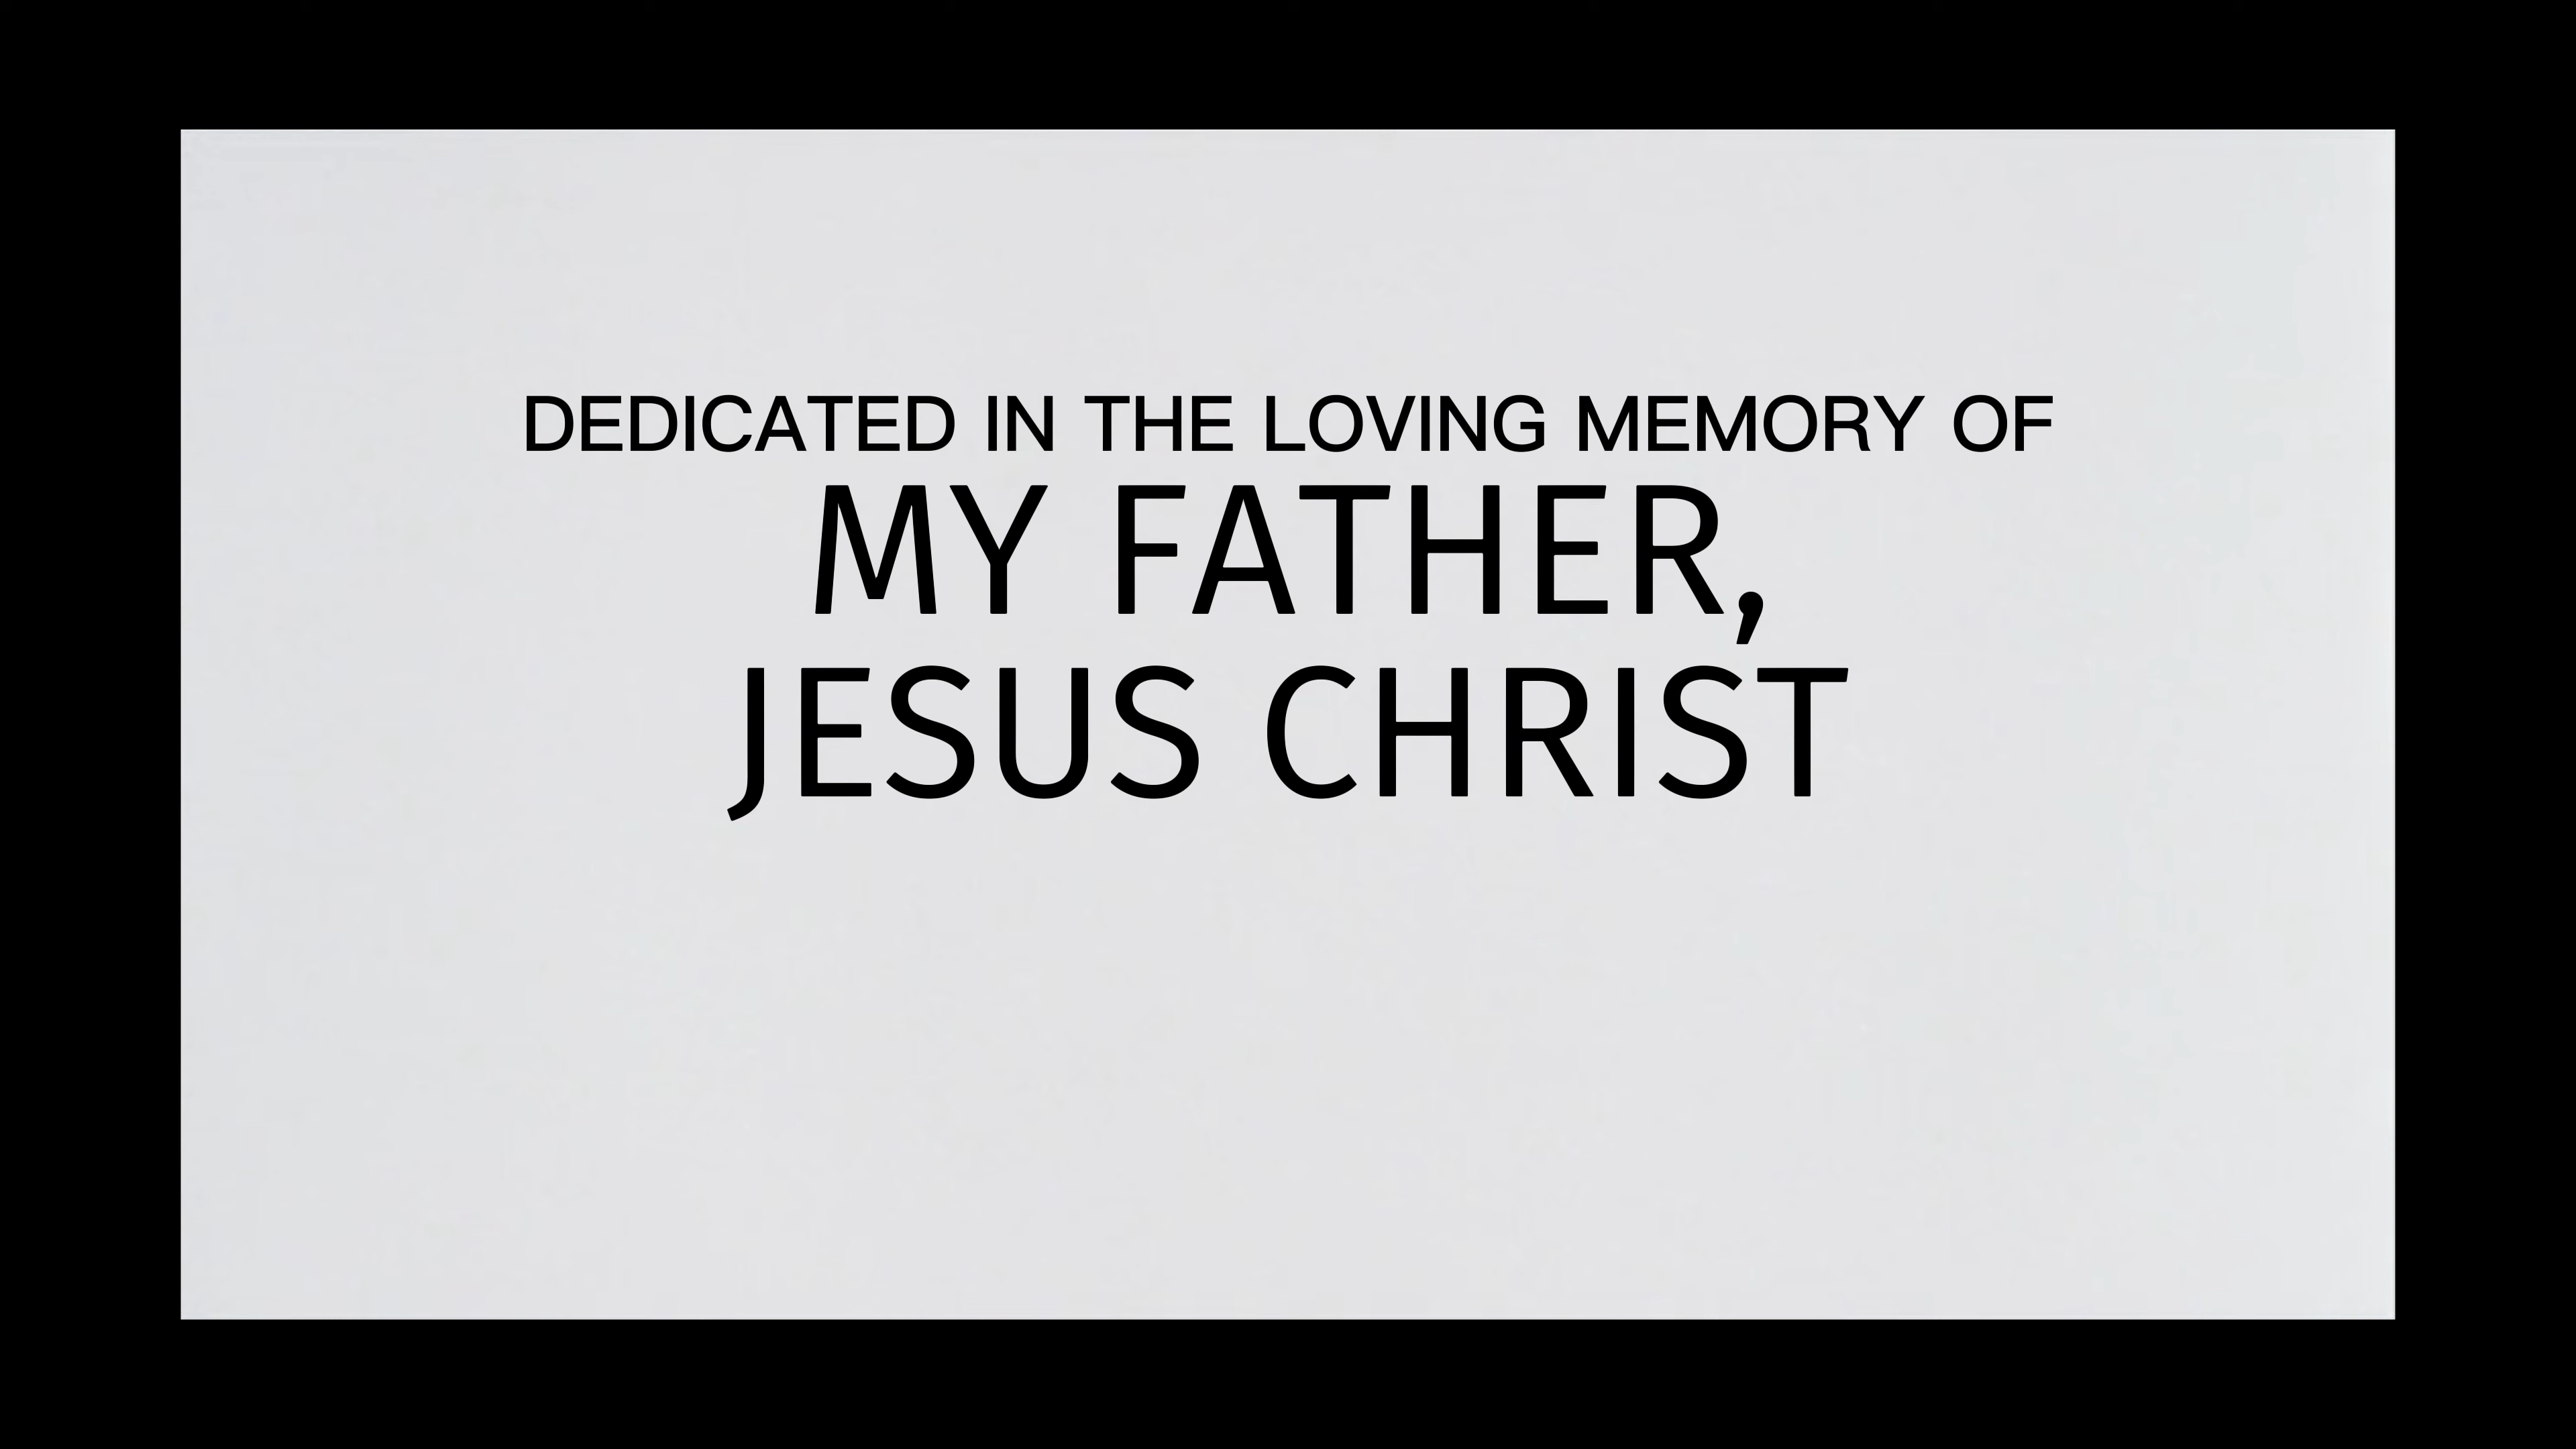 DEDICATED IN THE LOVING MEMORY OF
MY FATHER,
JESUS CHRIST